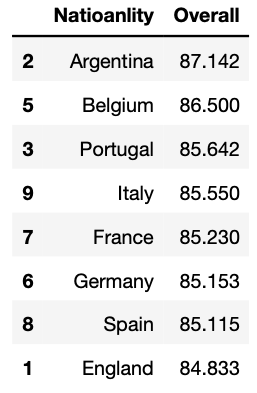 Natioanlity Overall
2 Argentina 87.142
5 Belgium 86.500
3 Portugal 85.642
9 Italy 85.550
7 France 85.230
6 Germany 85.153
8 Spain 85.115
1 England 84.833